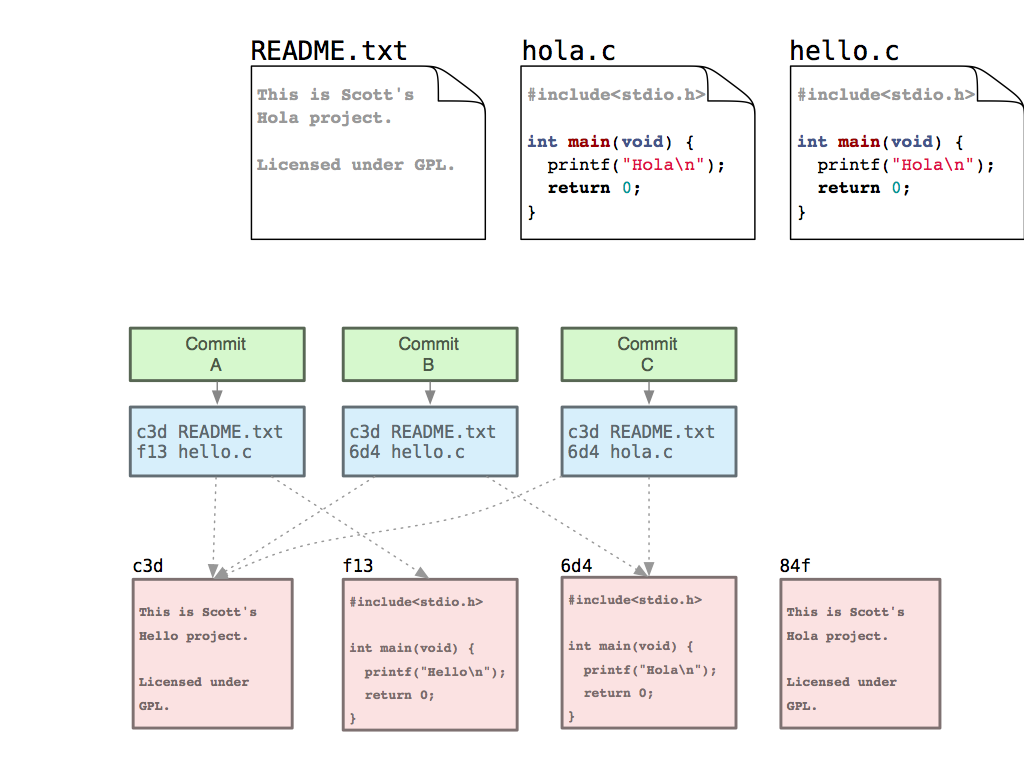 README.txt
This is Scott's
Hola project.
Licensed under GPL.
hola.c
#include<stdio.h>
int main(void) {
  printf("Hola\n");
  return 0;
}
hello.c
#include<stdio.h>
int main(void) {
  printf("Hola\n");
  return 0;
}
Commit
A
Commit
B
Commit
C
c3d README.txt
f13 hello.c
c3d README.txt
6d4 hello.c
c3d README.txt
6d4 hola.c
c3d
This is Scott's
Hello project.
Licensed under
GPL.
f13
#include<stdio.h>
int main(void) {
  printf("Hello\n");
  return 0;
}
6d4
#include<stdio.h>
int main(void) {
  printf("Hola\n");
  return 0;
}
84f
This is Scott's
Hola project.
Licensed under
GPL.